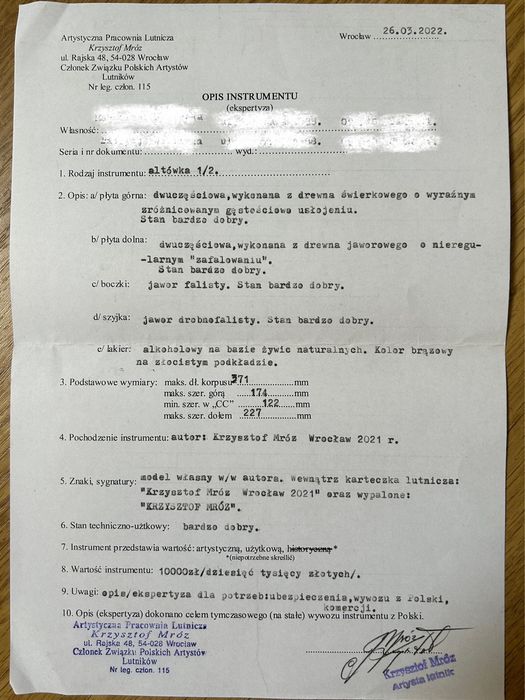 Artystyczna Pracownia Lutnicza
Krzysztof Mróz
ul. Rajska 48, 54-028 Wrocław
Członek Związku Polskich Artystów
Lutników
Nr leg. człon. 115
Wrocław 26.03.2022.
OPIS INSTRUMENTU
(ekspertyza)
Własność:
Seria i nr dokumentu: wyd.:
1. Rodzaj instrumentu: altówka 1/2.
2. Opis: a/ płyta górna: dwuczęściowa,wykonana z drewna świerkowego o wyraźnym
zróżnicowanym gęstościowo usłojeniu.
Stan bardzo dobry.
b/ płyta dolna: dwuczęściowa,wykonana z drewna jaworowego o nieregu-
-larnym "zafalowaniu".
Stan bardzo dobry.
c/ boczki: jawor falisty. Stan bardzo dobry.
d/ szyjka: jawor drobnofalisty. Stan bardzo dobry.
e/ lakier: alkoholowy na bazie żywic naturalnych. Kolor brązowy
na złocistym podkładzie.
3. Podstawowe wymiary: maks. dł. korpusu 371 mm
maks. szer. górą 174 mm
min. szer. w „CC" 122 mm
maks. szer. dołem 227 mm
4. Pochodzenie instrumentu: autor: Krzysztof Mróz Wrocław 2021 r.
5. Znaki, sygnatury: model własny w/w autora. Wewnątrz karteczka lutnicza:
"Krzysztof Mróz Wrocław 2021" oraz wypalone:
"KRZYSZTOF MRÓZ".
6. Stan techniczno-użtkowy: bardzo dobry.
7. Instrument przedstawia wartość: artystyczną, użytkową, historyczną *
*(niepotrzebne skreślić)
8. Wartość instrumentu: 10000zł/dziesięć tysięcy złotych/.
9. Uwagi: opis/ekspertyza dla potrzeb:ubezpieczenia,wywozu z Polski,
komercji.
10. Opis (ekspertyza) dokonano celem tymczasowego (na stałe) wywozu instrumentu z Polski.
Artystyczna Pracownia Lutnicza
Krzysztof Mróz
ul. Rajska 48, 54-028 Wrocław
Członek Związku Polskich Artystów
Lutników
Nr leg. człon. 115
Krzysztof Mróz
Artysta lutnik